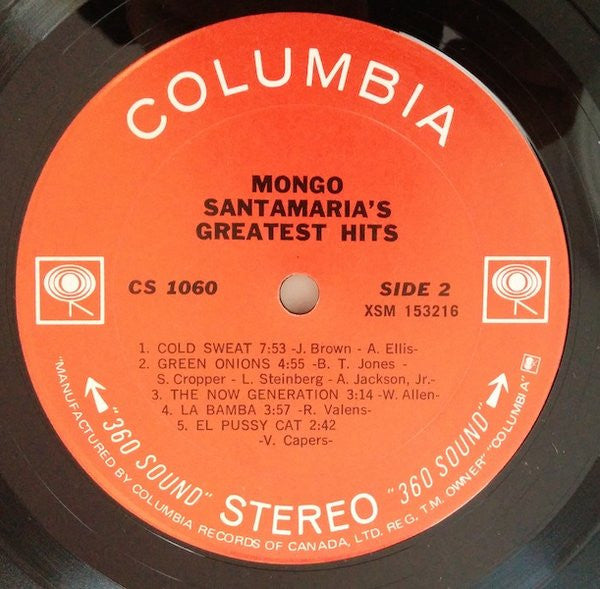 COLUMBIA
MONGO
SANTAMARIA'S
GREATEST HITS
CS 1060
SIDE 2
XSM 153216
1. COLD SWEAT 7:53 -J. Brown - A. Ellis-
2. GREEN ONIONS 4:55 -B. T. Jones -
S. Cropper - L. Steinberg - A. Jackson, Jr.-
3. THE NOW GENERATION 3:14 -W. Allen-
4. LA BAMBA 3:57 -R. Valens-
5. EL PUSSY CAT 2:42
-V. Capers-
"360 SOUND" STEREO "360 SOUND"
"MANUFACTURED BY COLUMBIA RECORDS OF CANADA, LTD. REG. T.M. OWNER" "COLUMBIA"